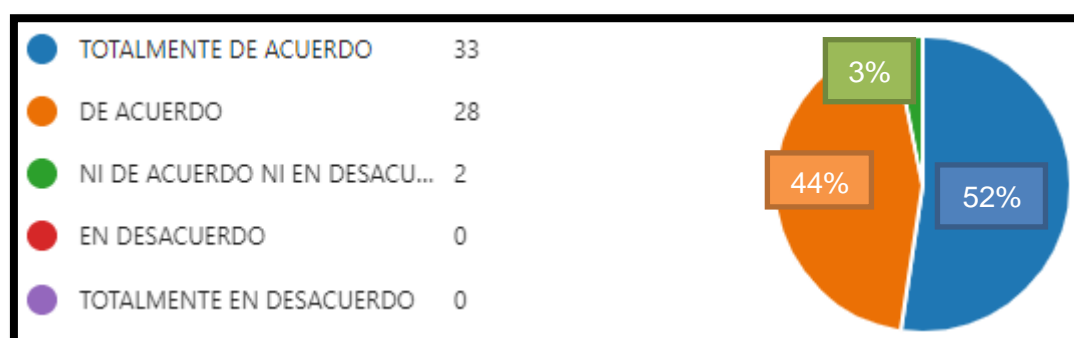 TOTALMENTE DE ACUERDO 33
DE ACUERDO 28
NI DE ACUERDO NI EN DESACU... 2
EN DESACUERDO 0
TOTALMENTE EN DESACUERDO 0
3%
44%
52%